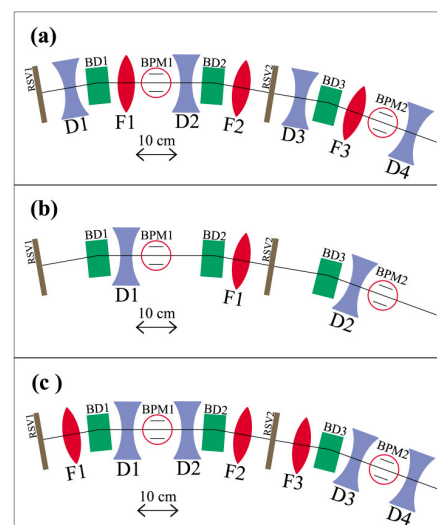 (a)
RSV1
BD1
BPM1
BD2
RSV2
BD3
BPM2
D1
F1
D2
F2
D3
F3
D4
10 cm
(b)
RSV1
BD1
BPM1
BD2
RSV2
BD3
BPM2
D1
F1
D2
10 cm
(c )
RSV1
BD1
BPM1
BD2
RSV2
BD3
BPM2
F1
D1
D2
F2
F3
D3
D4
10 cm